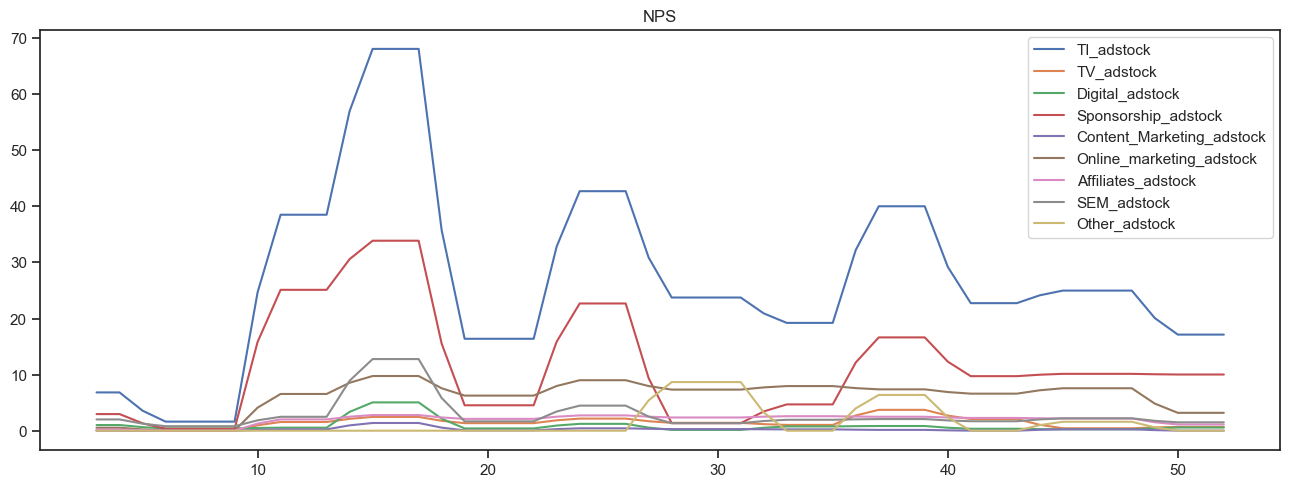 NPS
70
60
50
40
30
20
10
0
10
20
30
40
50
TI_adstock
TV_adstock
Digital_adstock
Sponsorship_adstock
Content_Marketing_adstock
Online_marketing_adstock
Affiliates_adstock
SEM_adstock
Other_adstock